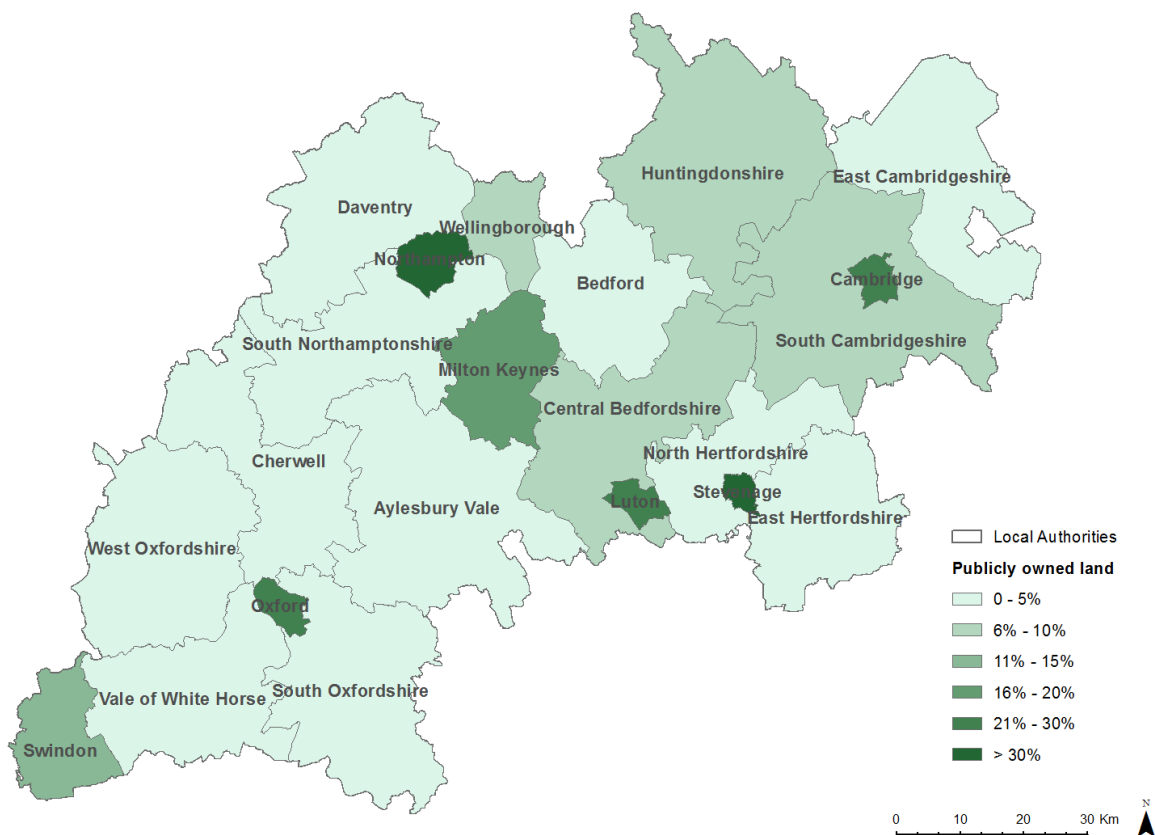 Huntingdonshire
East Cambridgeshire
Daventry
Wellingborough
Northampton
Bedford
Cambridge
South Northamptonshire
South Cambridgeshire
Milton Keynes
Central Bedfordshire
North Hertfordshire
Cherwell
Stevenage
Luton
Aylesbury Vale
East Hertfordshire
West Oxfordshire
Oxford
South Oxfordshire
Vale of White Horse
Swindon
Local Authorities
Publicly owned land
0 - 5%
6% - 10%
11% - 15%
16% - 20%
21% - 30%
> 30%
N
0 10 20 30 Km